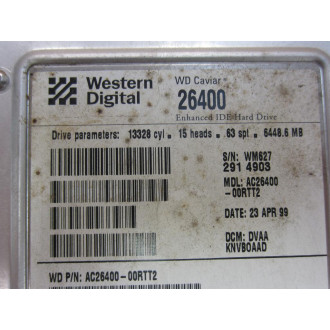 Western
Digital
WD Caviar
26400
Enhanced IDE Hard Drive
Drive parameters: 13328 cyl . 15 heads . 63 spt . 6448.6 MB
S/N: WM627
291 4903
MDL: AC26400
-00RTT2
DATE: 23 APR 99
DCM: DVAA
KNVBOAAD
WD P/N: AC26400-00RTT2